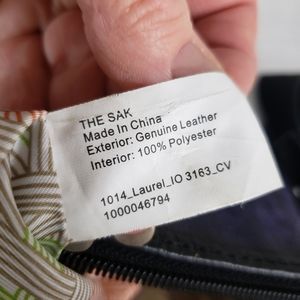 THE SAK
Made In China
Exterior: Genuine Leather
Interior: 100% Polyester
1014_Laurel_IO 3163_CV
1000046794